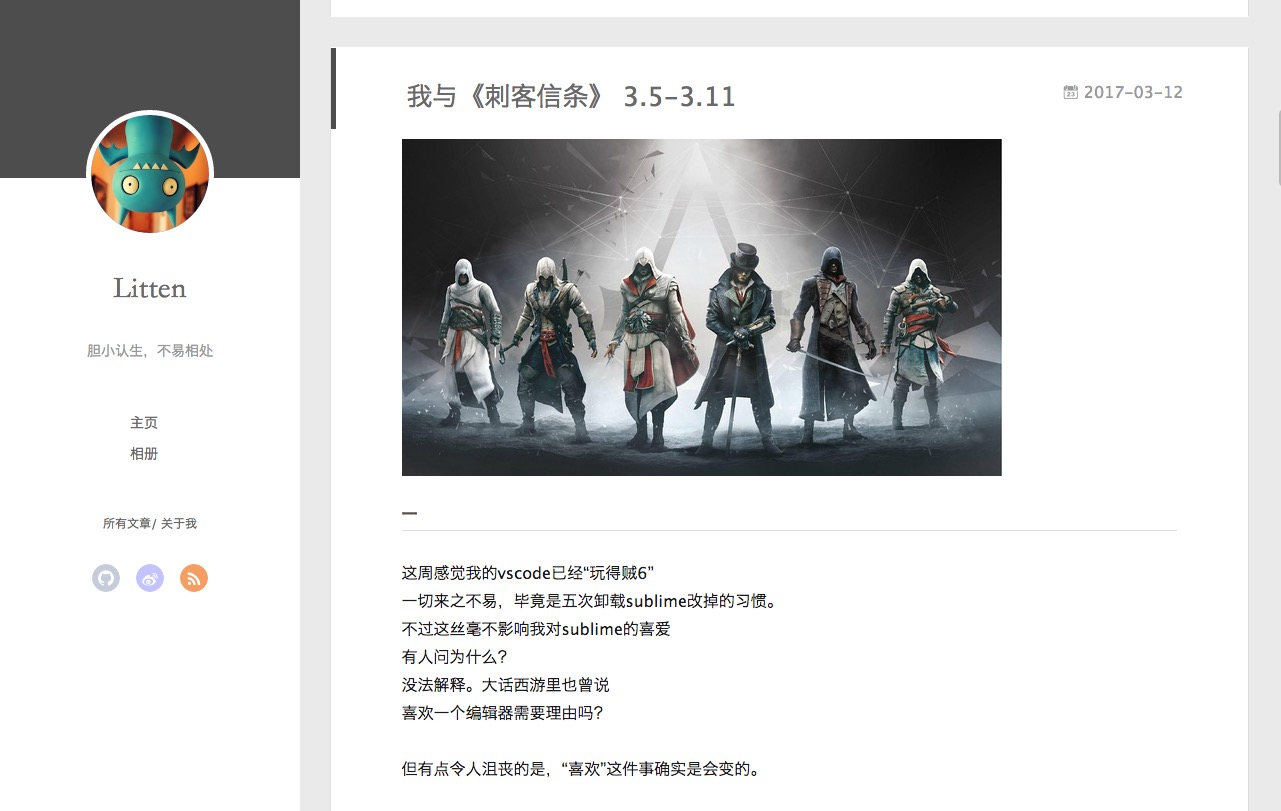 Litten
胆小认生，不易相处
主页
相册
所有文章/ 关于我
我与《刺客信条》 3.5-3.11
23
2017-03-12
一
这周感觉我的vscode已经“玩得贼6”
一切来之不易，毕竟是五次卸载sublime改掉的习惯。
不过这丝毫不影响我对sublime的喜爱
有人问为什么？
没法解释。大话西游里也曾说
喜欢一个编辑器需要理由吗？
但有点令人沮丧的是，“喜欢”这件事确实是会变的。